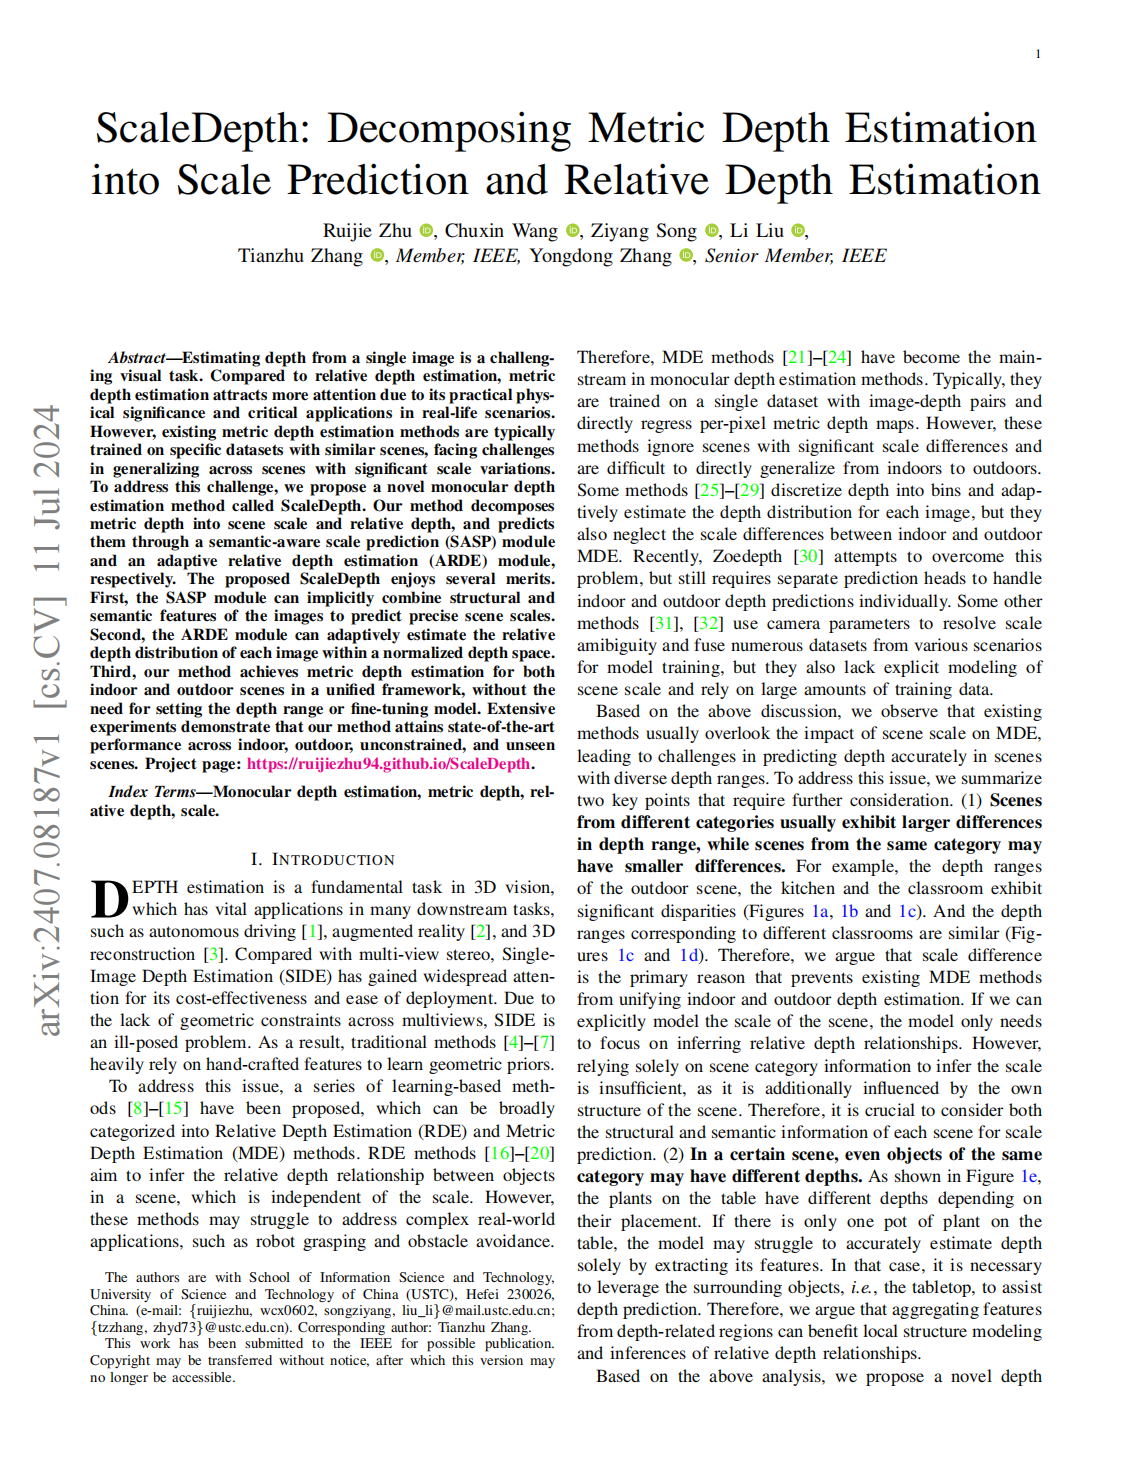 1
ScaleDepth: Decomposing Metric Depth Estimation
into Scale Prediction and Relative Depth Estimation
Ruijie Zhu, Chuxin Wang, Ziyang Song, Li Liu,
Tianzhu Zhang, Member, IEEE, Yongdong Zhang, Senior Member, IEEE
arXiv:2407.08187v1 [cs.CV] 11 Jul 2024
Abstract—Estimating depth from a single image is a challeng-
ing visual task. Compared to relative depth estimation, metric
depth estimation attracts more attention due to its practical phys-
ical significance and critical applications in real-life scenarios.
However, existing metric depth estimation methods are typically
trained on specific datasets with similar scenes, facing challenges
in generalizing across scenes with significant scale variations.
To address this challenge, we propose a novel monocular depth
estimation method called ScaleDepth. Our method decomposes
metric depth into scene scale and relative depth, and predicts
them through a semantic-aware scale prediction (SASP) module
and an adaptive relative depth estimation (ARDE) module,
respectively. The proposed ScaleDepth enjoys several merits.
First, the SASP module can implicitly combine structural and
semantic features of the images to predict precise scene scales.
Second, the ARDE module can adaptively estimate the relative
depth distribution of each image within a normalized depth space.
Third, our method achieves metric depth estimation for both
indoor and outdoor scenes in a unified framework, without the
need for setting the depth range or fine-tuning model. Extensive
experiments demonstrate that our method attains state-of-the-art
performance across indoor, outdoor, unconstrained, and unseen
scenes. Project page: https://ruijiezhu94.github.io/ScaleDepth.
Index Terms—Monocular depth estimation, metric depth, rel-
ative depth, scale.
I. INTRODUCTION
DEPTH estimation is a fundamental task in 3D vision,
which has vital applications in many downstream tasks,
such as autonomous driving [1], augmented reality [2], and 3D
reconstruction [3]. Compared with multi-view stereo, Single-
Image Depth Estimation (SIDE) has gained widespread atten-
tion for its cost-effectiveness and ease of deployment. Due to
the lack of geometric constraints across multiviews, SIDE is
an ill-posed problem. As a result, traditional methods [4]–[7]
heavily rely on hand-crafted features to learn geometric priors.
To address this issue, a series of learning-based meth-
ods [8]–[15] have been proposed, which can be broadly
categorized into Relative Depth Estimation (RDE) and Metric
Depth Estimation (MDE) methods. RDE methods [16]–[20]
aim to infer the relative depth relationship between objects
in a scene, which is independent of the scale. However,
these methods may struggle to address complex real-world
applications, such as robot grasping and obstacle avoidance.
The authors are with School of Information Science and Technology,
University of Science and Technology of China (USTC), Hefei 230026,
China. (e-mail: {ruijiezhu, wcx0602, songziyang, liu_li}@mail.ustc.edu.cn;
{tzzhang, zhyd73}@ustc.edu.cn). Corresponding author: Tianzhu Zhang.
This work has been submitted to the IEEE for possible publication.
Copyright may be transferred without notice, after which this version may
no longer be accessible.
Therefore, MDE methods [21]–[24] have become the main-
stream in monocular depth estimation methods. Typically, they
are trained on a single dataset with image-depth pairs and
directly regress per-pixel metric depth maps. However, these
methods ignore scenes with significant scale differences and
are difficult to directly generalize from indoors to outdoors.
Some methods [25]–[29] discretize depth into bins and adap-
tively estimate the depth distribution for each image, but they
also neglect the scale differences between indoor and outdoor
MDE. Recently, Zoedepth [30] attempts to overcome this
problem, but still requires separate prediction heads to handle
indoor and outdoor depth predictions individually. Some other
methods [31], [32] use camera parameters to resolve scale
amibiguity and fuse numerous datasets from various scenarios
for model training, but they also lack explicit modeling of
scene scale and rely on large amounts of training data.
Based on the above discussion, we observe that existing
methods usually overlook the impact of scene scale on MDE,
leading to challenges in predicting depth accurately in scenes
with diverse depth ranges. To address this issue, we summarize
two key points that require further consideration. (1) Scenes
from different categories usually exhibit larger differences
in depth range, while scenes from the same category may
have smaller differences. For example, the depth ranges
of the outdoor scene, the kitchen and the classroom exhibit
significant disparities (Figures 1a, 1b and 1c). And the depth
ranges corresponding to different classrooms are similar (Fig-
ures 1c and 1d). Therefore, we argue that scale difference
is the primary reason that prevents existing MDE methods
from unifying indoor and outdoor depth estimation. If we can
explicitly model the scale of the scene, the model only needs
to focus on inferring relative depth relationships. However,
relying solely on scene category information to infer the scale
is insufficient, as it is additionally influenced by the own
structure of the scene. Therefore, it is crucial to consider both
the structural and semantic information of each scene for scale
prediction. (2) In a certain scene, even objects of the same
category may have different depths. As shown in Figure 1e,
the plants on the table have different depths depending on
their placement. If there is only one pot of plant on the
table, the model may struggle to accurately estimate depth
solely by extracting its features. In that case, it is necessary
to leverage the surrounding objects, i.e., the tabletop, to assist
depth prediction. Therefore, we argue that aggregating features
from depth-related regions can benefit local structure modeling
and inferences of relative depth relationships.
Based on the above analysis, we propose a novel depth